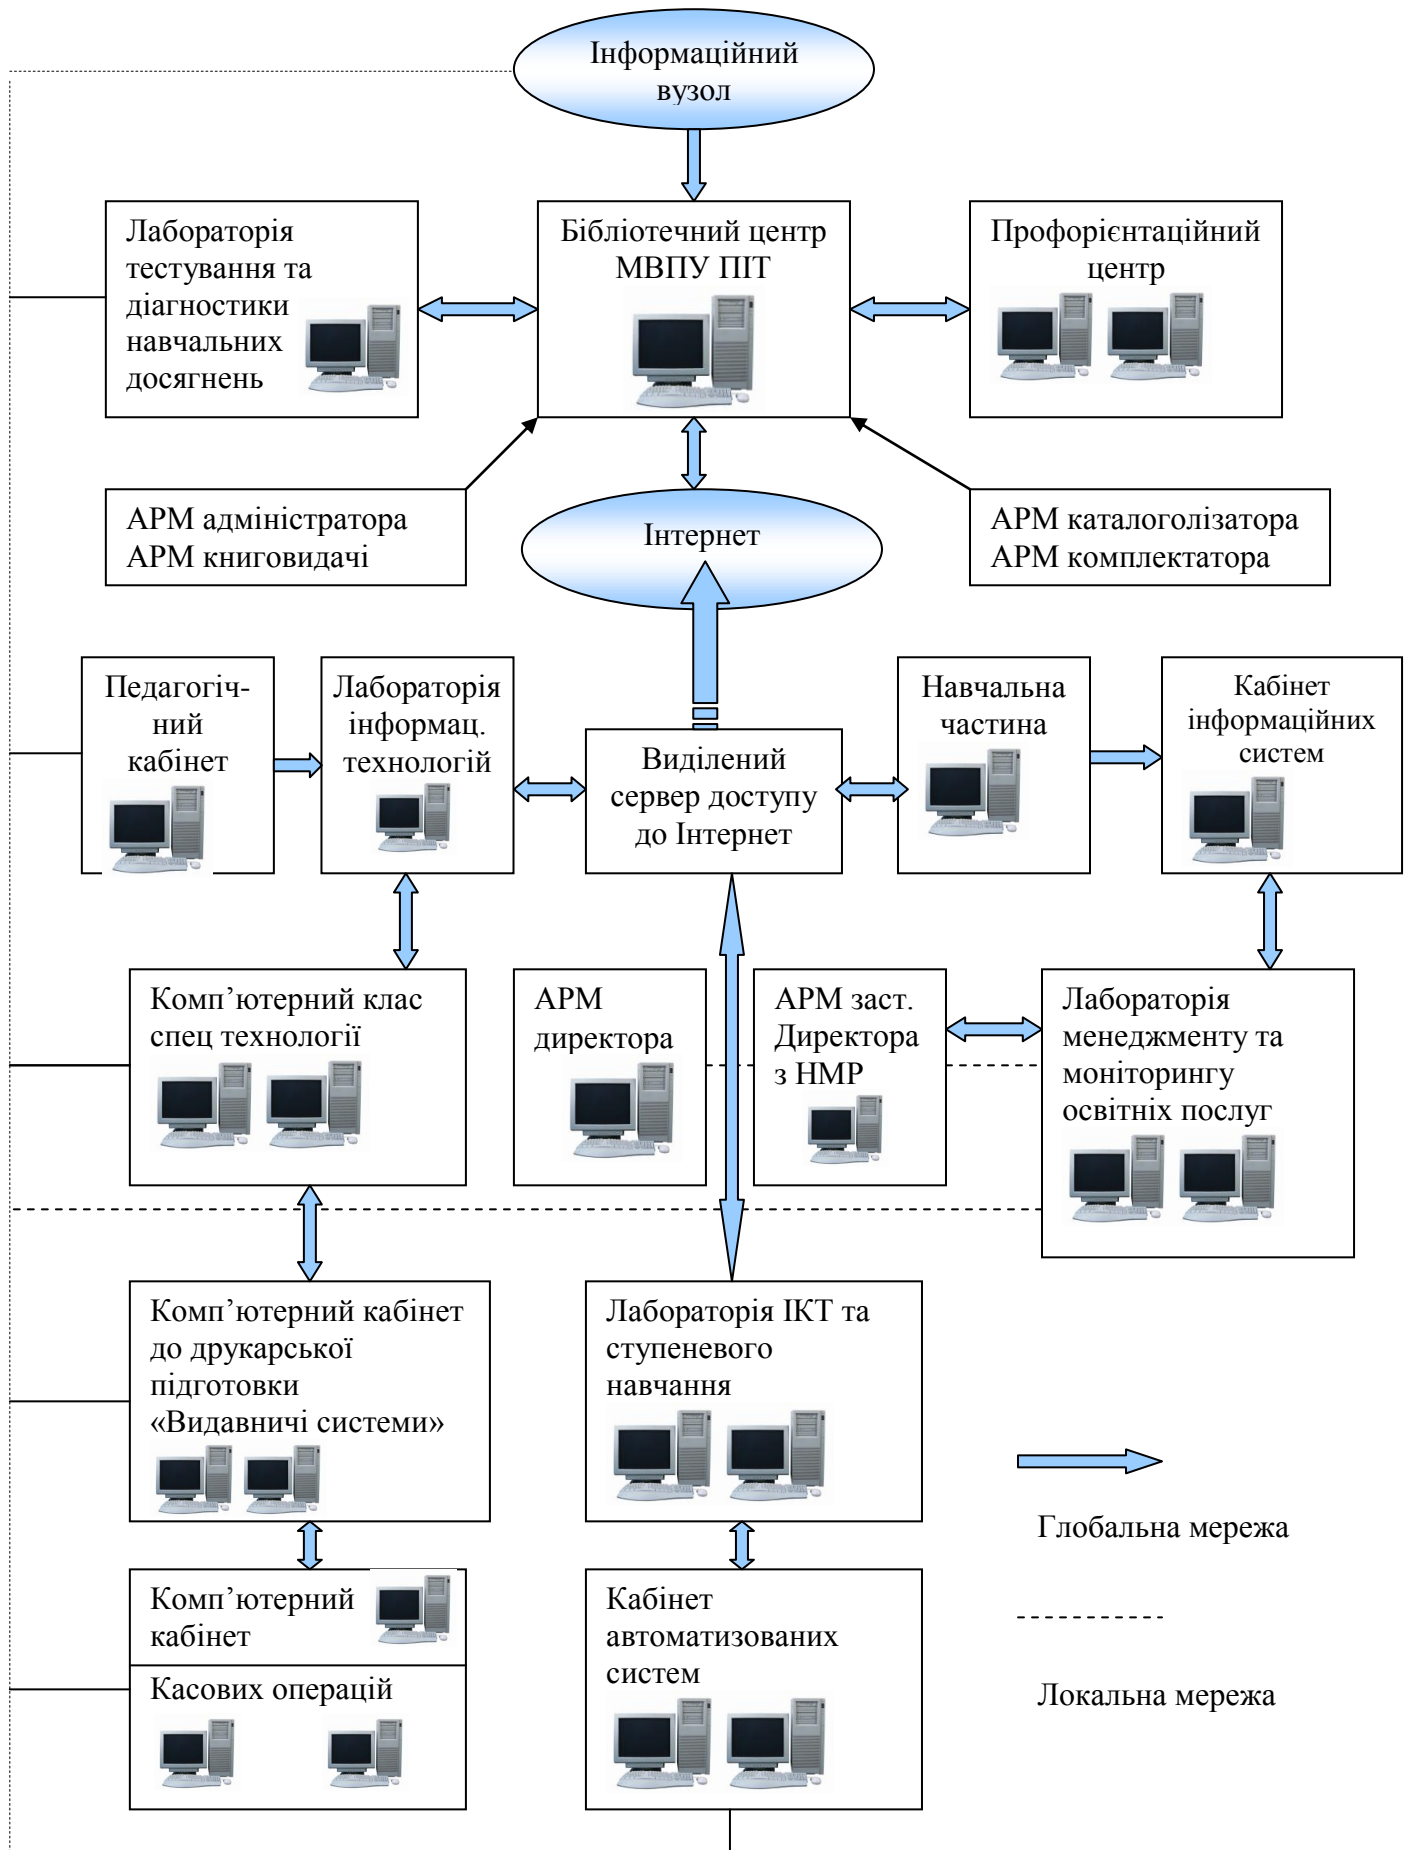 Інформаційний
вузол
Лабораторія
тестування та
діагностики
навчальних
досягнень
Бібліотечний центр
МВПУ ПІТ
Профорієнтаційний
центр
АРМ адміністратора
АРМ книговидачі
Інтернет
АРМ каталоголізатора
АРМ комплектатора
Педагогіч-
ний
кабінет
Лабораторія
інформац.
технологій
Виділений
сервер доступу
до Інтернет
Навчальна
частина
Кабінет
інформаційних
систем
Комп’ютерний клас
спец технології
АРМ
директора
АРМ заст.
Директора
з НМР
Лабораторія
менеджменту та
моніторингу
освітніх послуг
Комп’ютерний кабінет
до друкарської
підготовки
«Видавничі системи»
Лабораторія ІКТ та
ступеневого
навчання
Глобальна мережа
Комп’ютерний
кабінет
Касових операцій
Кабінет
автоматизованих
систем
Локальна мережа